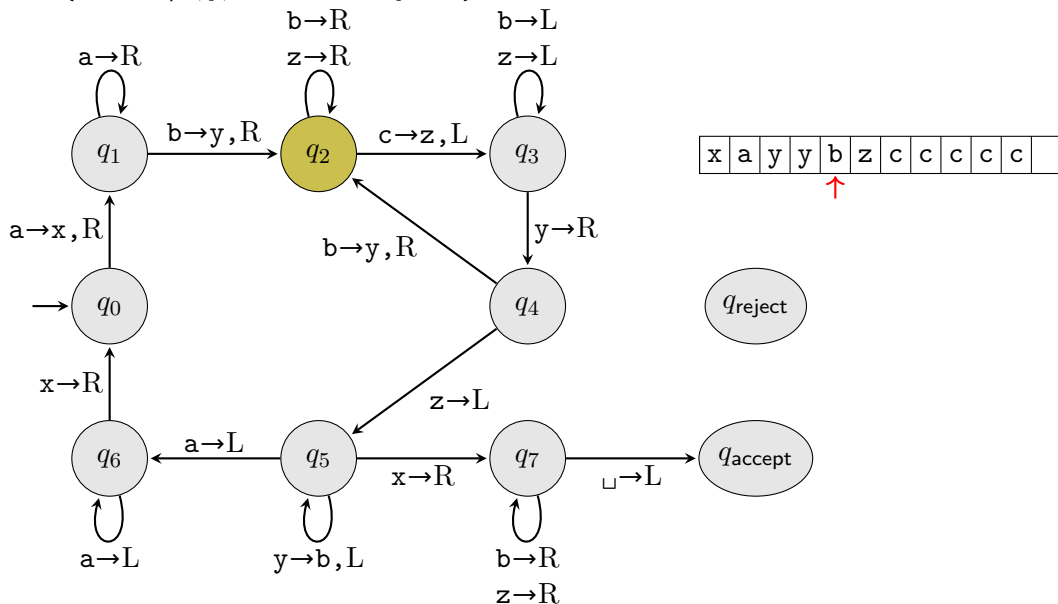 b→R
b→L
a→R
z→R
z→L
q1
b→y,R
q2
c→z,L
q3
x a y y b z c c c c c
↑
a→x,R
b→y,R
y→R
q0
q4
qreject
x→R
z→L
q6
a→L
q5
x→R
q7
␣→L
qaccept
a→L
y→b,L
b→R
z→R